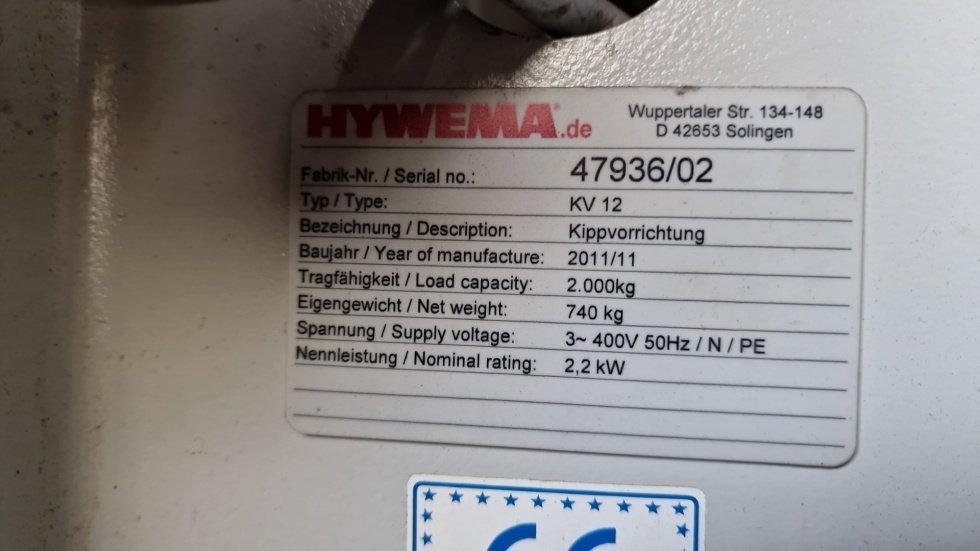 HYWEMA®.de
Wuppertaler Str. 134-148
D 42653 Solingen
Fabrik-Nr. / Serial no.: 47936/02
Typ / Type: KV 12
Bezeichnung / Description: Kippvorrichtung
Baujahr / Year of manufacture: 2011/11
Tragfähigkeit / Load capacity: 2.000kg
Eigengewicht / Net weight: 740 kg
Spannung / Supply voltage: 3~ 400V 50Hz / N / PE
Nennleistung / Nominal rating: 2,2 kW
CE